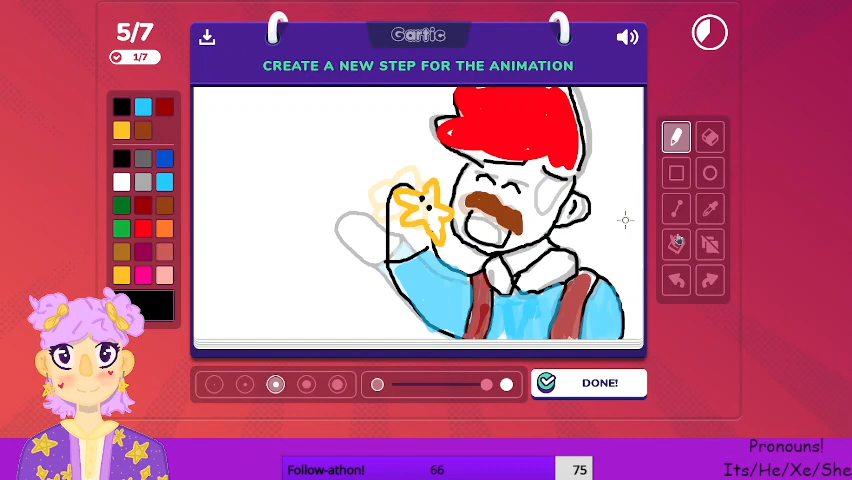 5/7
1/7
Gartic
CREATE A NEW STEP FOR THE ANIMATION
DONE!
Pronouns!
Its/He/Xe/She
Follow-athon!
66
75